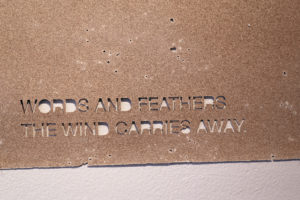 WORDS AND FEATHERS
THE WIND CARRIES AWAY